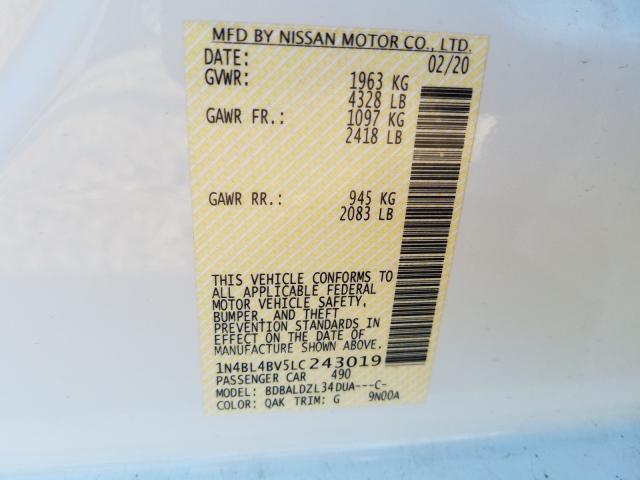 MFD BY NISSAN MOTOR CO., LTD.
DATE: 02/20
GVWR: 1963 KG
4328 LB
GAWR FR.: 1097 KG
2418 LB
GAWR RR.: 945 KG
2083 LB
THIS VEHICLE CONFORMS TO
ALL APPLICABLE FEDERAL
MOTOR VEHICLE SAFETY,
BUMPER, AND THEFT
PREVENTION STANDARDS IN
EFFECT ON THE DATE OF
MANUFACTURE SHOWN ABOVE.
1N4BL4BV5LC243019
PASSENGER CAR 490
MODEL: BDBALDZL34DUA---C-
COLOR: QAK TRIM: G 9N00A